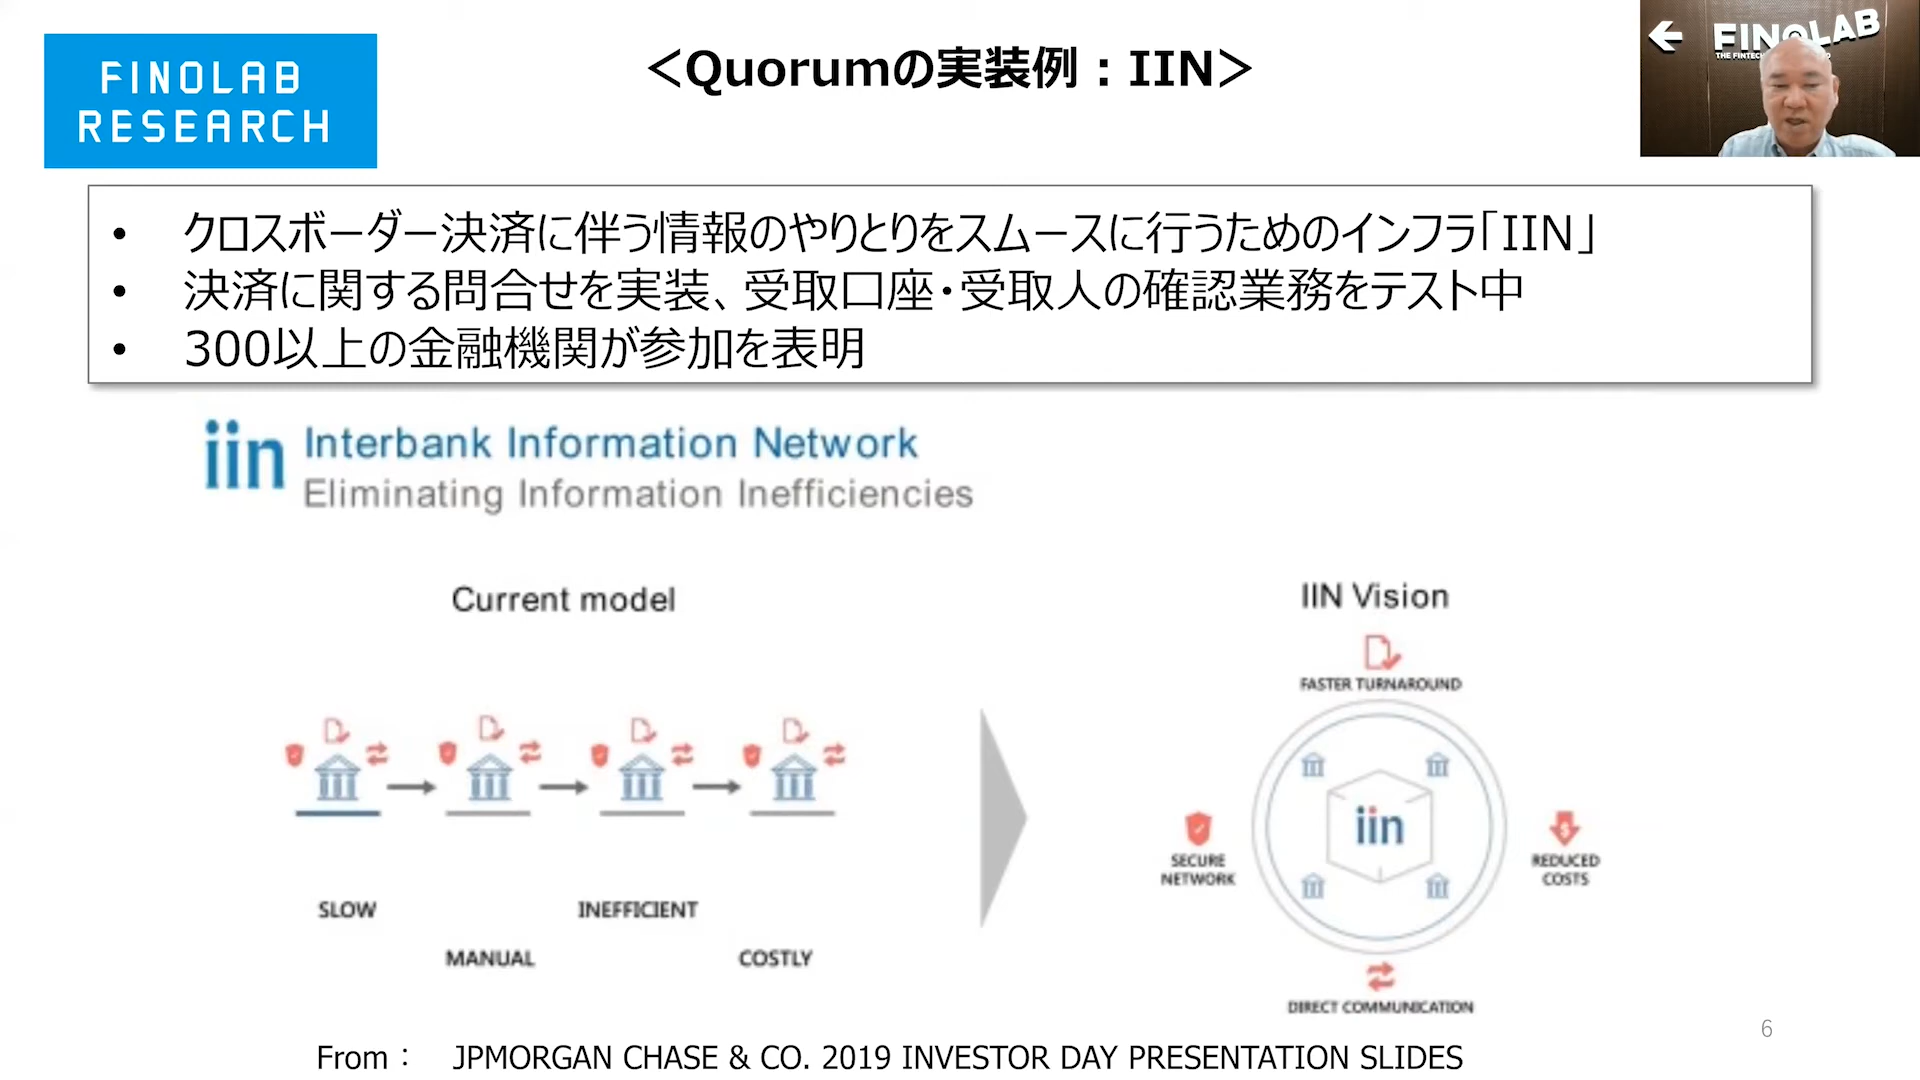 FINOLAB
RESEARCH
＜Quorumの実装例：IIN＞
FINOLAB
• クロスボーダー決済に伴う情報のやりとりをスムースに行うためのインフラ「IIN」
• 決済に関する問合せを実装、受取口座・受取人の確認業務をテスト中
• 300以上の金融機関が参加を表明
iin Interbank Information Network
Eliminating Information Inefficiencies
Current model
SLOW
MANUAL
INEFFICIENT
COSTLY
IIN Vision
FASTER TURNAROUND
SECURE
NETWORK
iin
REDUCED
COSTS
DIRECT COMMUNICATION
From： JPMORGAN CHASE & CO. 2019 INVESTOR DAY PRESENTATION SLIDES
6